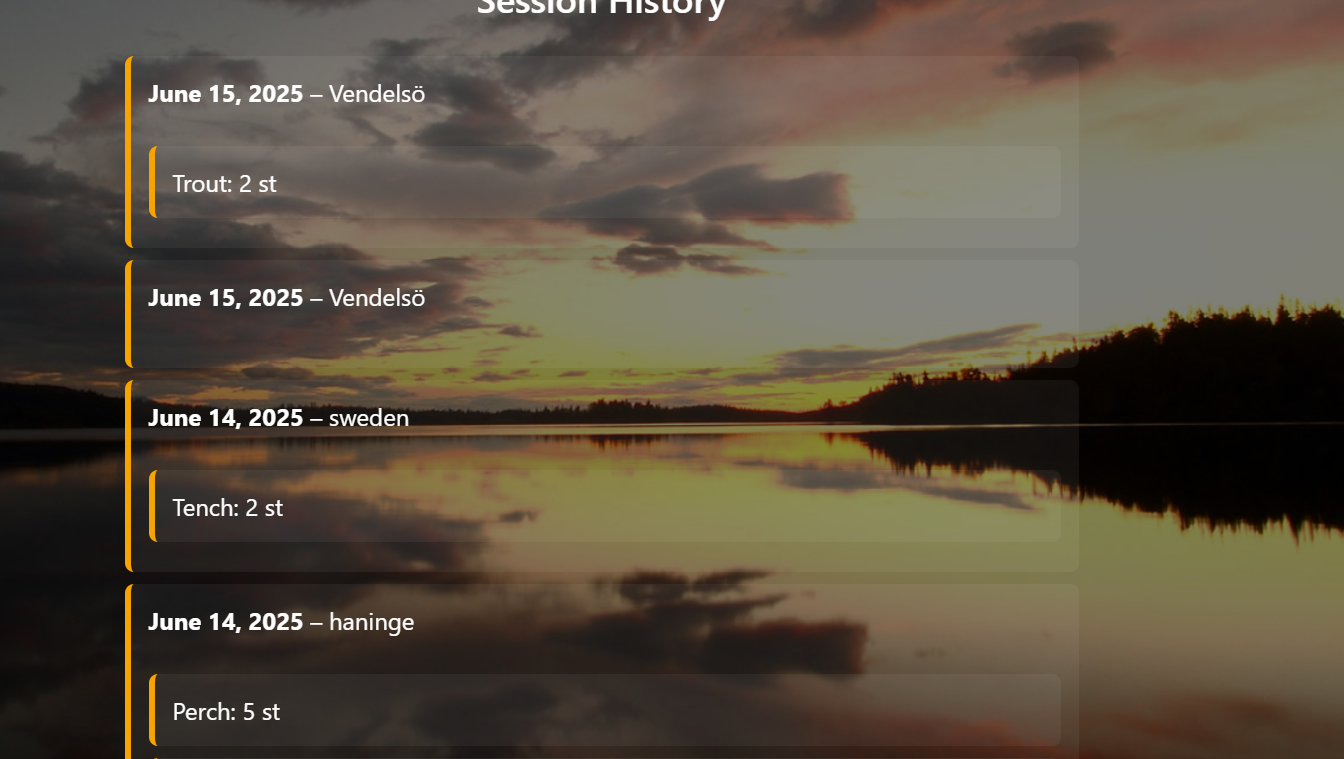 Session History
June 15, 2025 – Vendelsö
Trout: 2 st
June 15, 2025 – Vendelsö
June 14, 2025 – sweden
Tench: 2 st
June 14, 2025 – haninge
Perch: 5 st